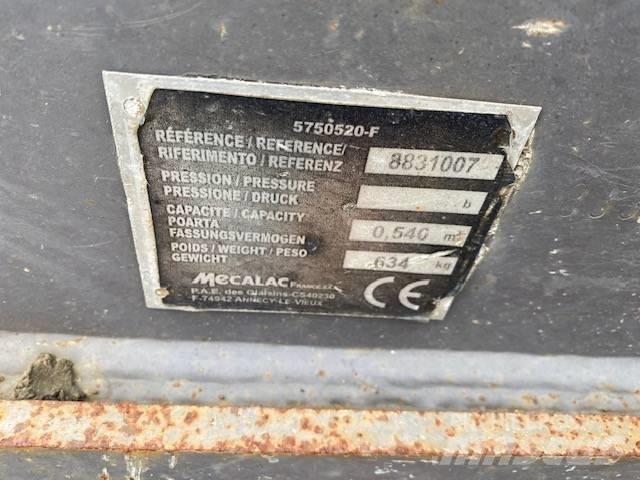 5750520-F
RÉFÉRENCE / REFERENCE/ 8831007
RIFERIMENTO / REFERENZ
PRESSION / PRESSURE
PRESSIONE / DRUCK b
CAPACITE / CAPACITY
POARTA 0,540 m³
FASSUNGSVERMOGEN
POIDS / WEIGHT / PESO 634 kg
GEWICHT
MECALAC FRANCE S.A.
P.A.E. des Glaisins-CS40230
F-74942 ANNECY-LE-VIEUX
CE